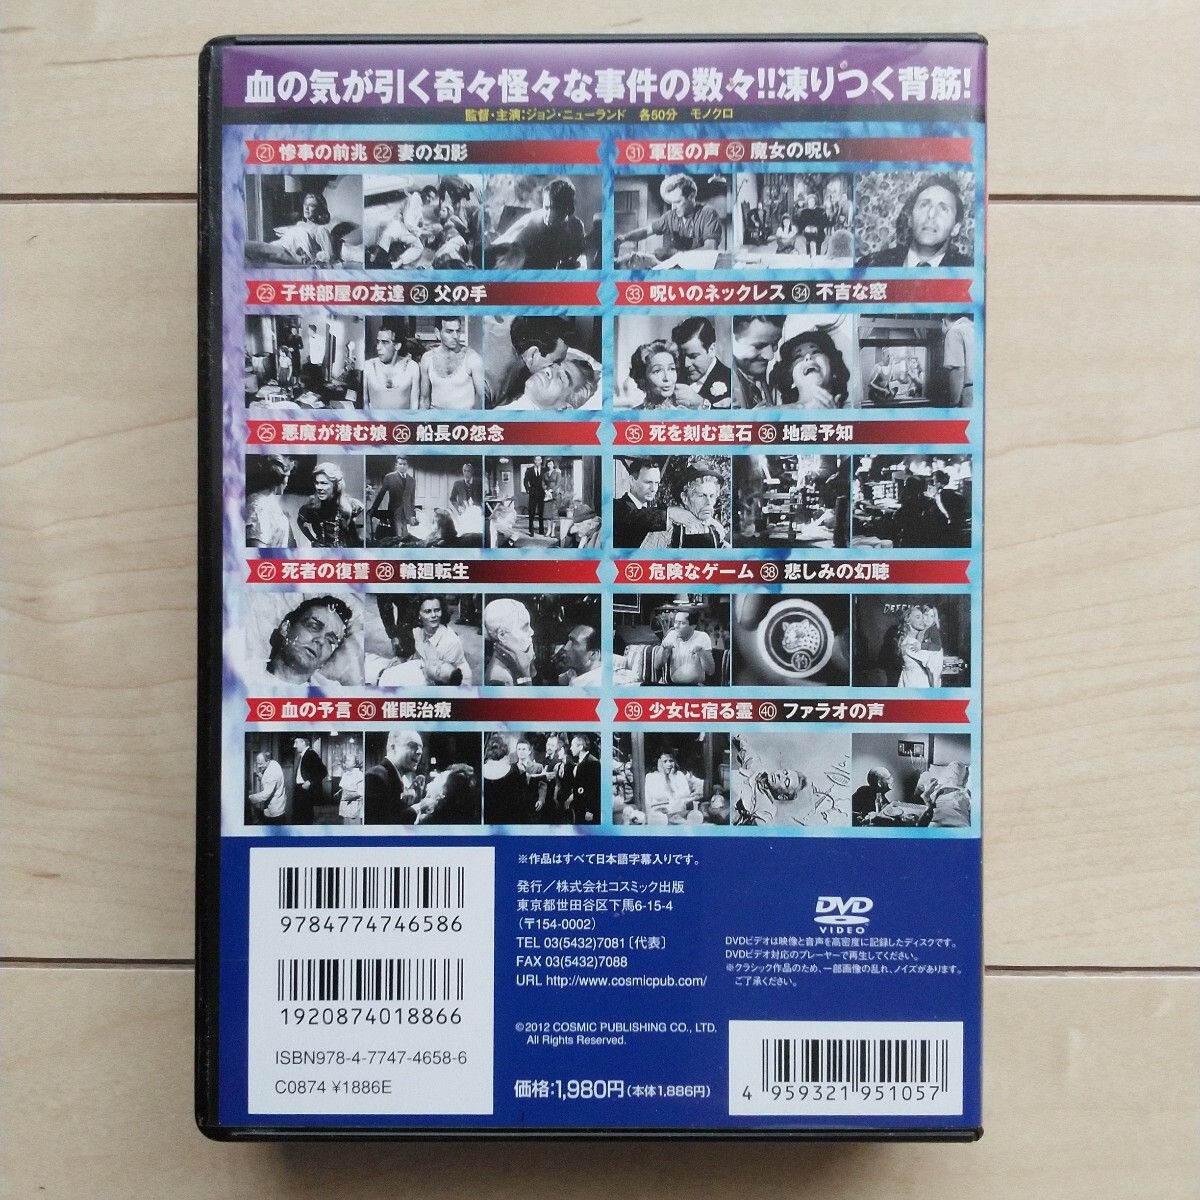 血の気が引く奇々怪々な事件の数々!!凍りつく背筋!
監督・主演:ジョン・ニューランド 各50分 モノクロ
㉑ 惨事の前兆 ㉒ 妻の幻影
㉛ 軍医の声 ㉜ 魔女の呪い
㉓ 子供部屋の友達 ㉔ 父の手
㉝ 呪いのネックレス ㉞ 不吉な窓
㉕ 悪魔が潜む娘 ㉖ 船長の怨念
㉟ 死を刻む墓石 ㊱ 地震予知
㉗ 死者の復讐 ㉘ 輪廻転生
㊲ 危険なゲーム ㊳ 悲しみの幻聴
DEFENS
㉙ 血の予言 ㉚ 催眠治療
㊴ 少女に宿る霊 ㊵ ファラオの声
9784774746586
1920874018866
ISBN978-4-7747-4658-6
C0874 ¥1886E
※作品はすべて日本語字幕入りです。
発行/株式会社コスミック出版
東京都世田谷区下馬6-15-4
(〒154-0002)
TEL 03(5432)7081[代表]
FAX 03(5432)7088
URL http://www.cosmicpub.com/
©2012 COSMIC PUBLISHING CO., LTD.
All Rights Reserved.
価格:1,980円(本体1,886円)
DVD
VIDEO
DVDビデオは映像と音声を高密度に記録したディスクです。
DVDビデオ対応のプレーヤーで再生してください。
※クラシック作品のため、一部画像の乱れ、ノイズがあります。
ご了承ください。
4 959321 951057